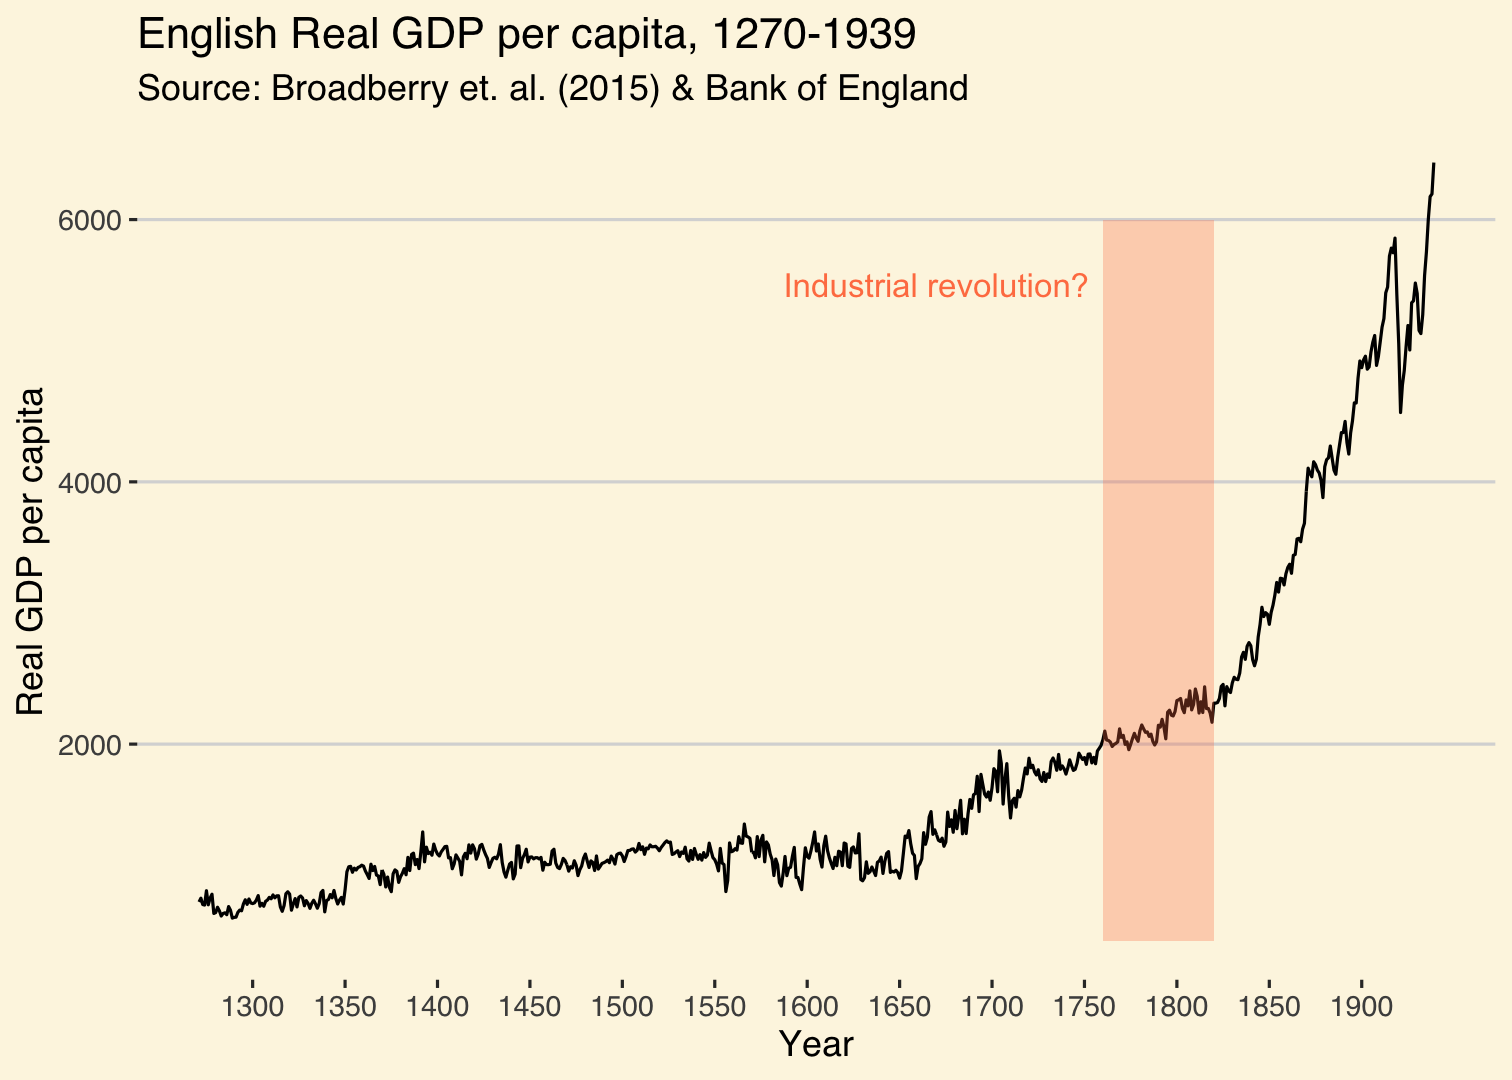 English Real GDP per capita, 1270-1939
Source: Broadberry et. al. (2015) & Bank of England
6000
Industrial revolution?
4000
Real GDP per capita
2000
1300 1350 1400 1450 1500 1550 1600 1650 1700 1750 1800 1850 1900
Year